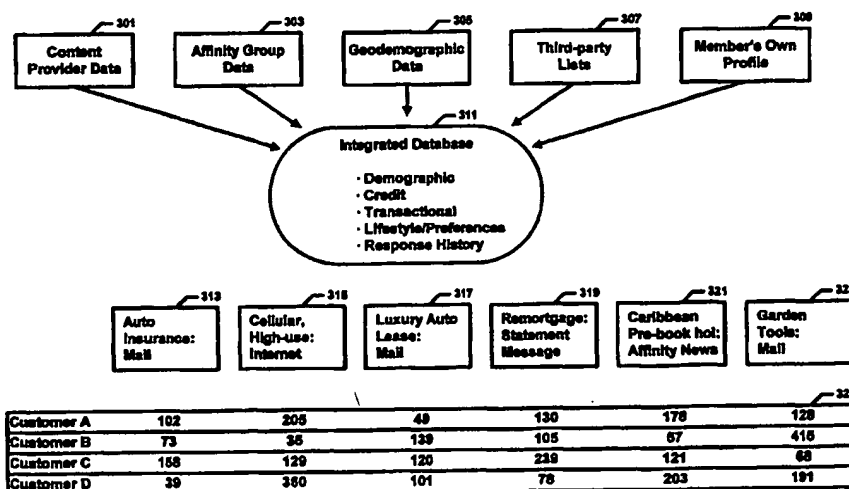 301 303 305 307 309
Content Provider Data
Affinity Group Data
Geodemographic Data
Third-party Lists
Member's Own Profile
311
Integrated Database
· Demographic
· Credit
· Transactional
· Lifestyle/Preferences
· Response History
313 315 317 319 321
Auto Insurance: Mail
Cellular, High-use: Internet
Luxury Auto Lease: Mail
Remortgage: Statement Message
Caribbean Pre-book hol: Affinity News
Garden Tools: Mail
Customer A 102 205 49 130 178 128
Customer B 73 35 139 105 67 415
Customer C 158 129 120 239 121 68
Customer D 39 350 101 78 203 191